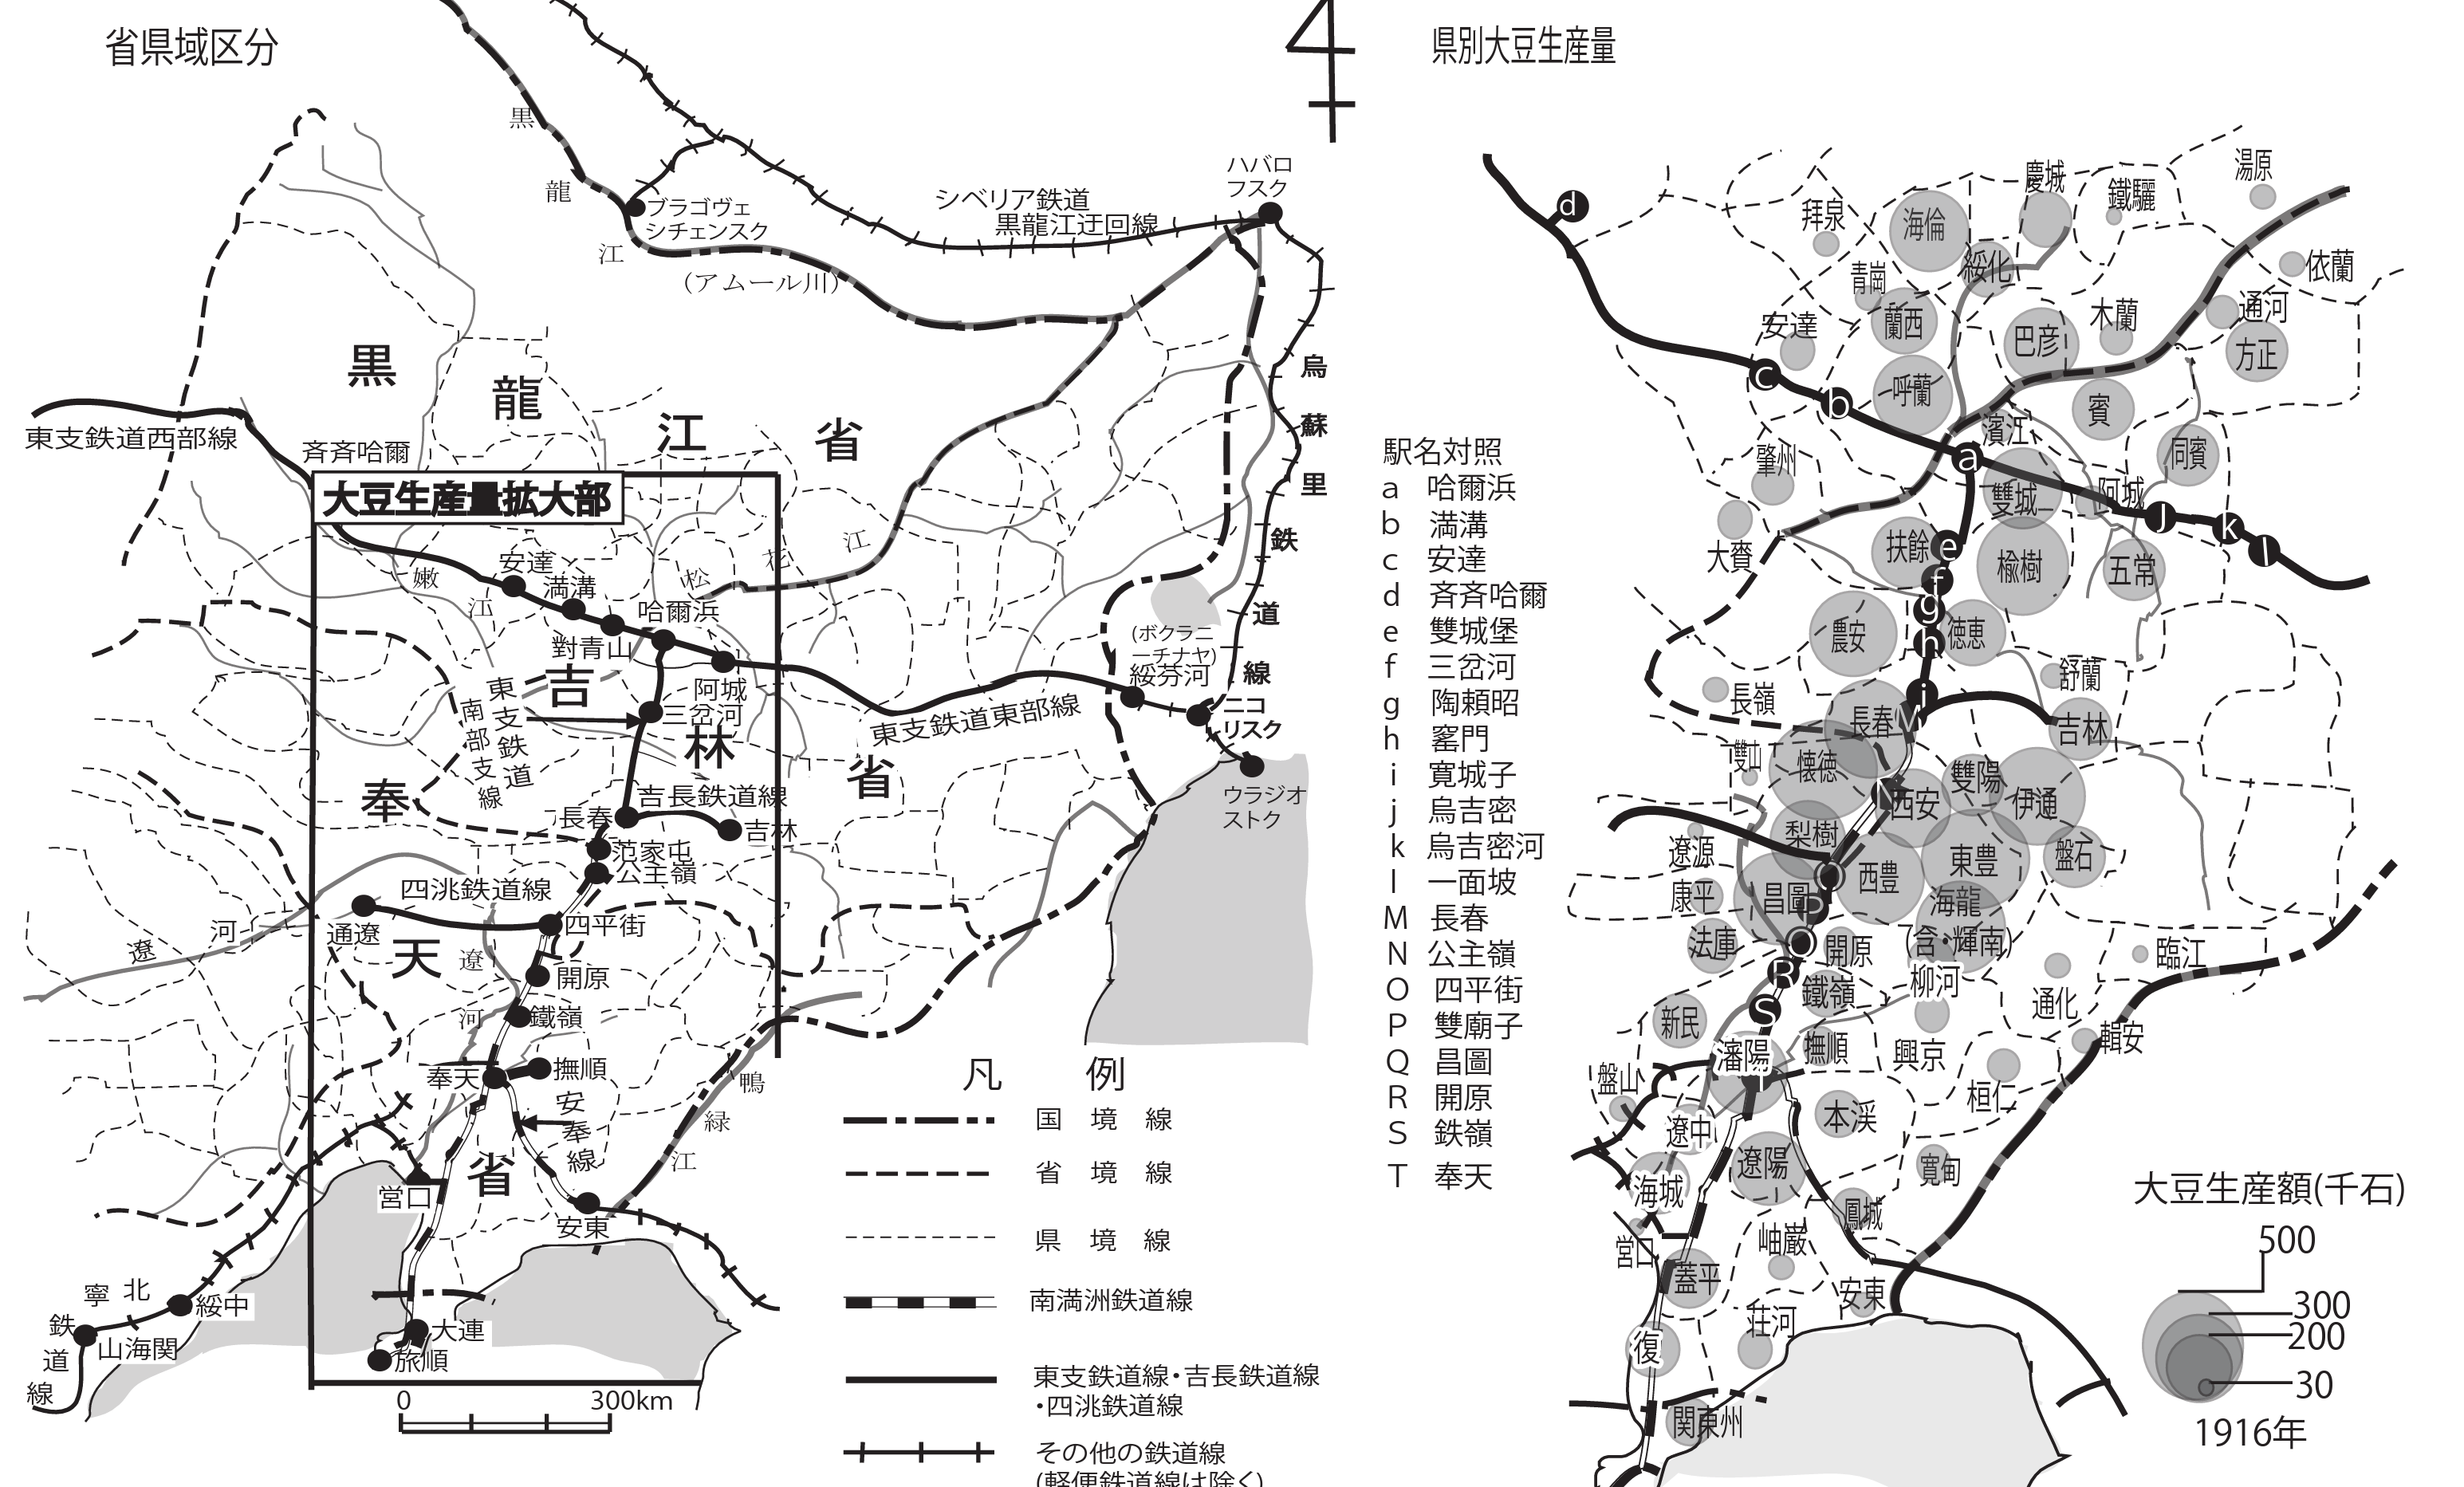 省県域区分
4
黒
龍
江
(アムール川)
ブラゴヴェ
シチェンスク
シベリア鉄道
黒龍江迂回線
ハバロ
フスク
黒
龍
江
省
烏
蘇
里
鉄
道
線
東支鉄道西部線
斉斉哈爾
大豆生産量拡大部
嫩
江
松
花
江
安達
満溝
哈爾浜
對青山
阿城
吉
林
省
東
支
鉄
道
南
部
支
線
三岔河
東支鉄道東部線
(ボクラニ
ーチナヤ)
綏芬河
ニコ
リスク
ウラジオ
ストク
吉長鉄道線
長春
吉林
范家屯
公主嶺
奉
天
省
四洮鉄道線
通遼
四平街
遼
河
遼
河
開原
鐵嶺
奉天
撫順
安
奉
線
鴨
緑
江
営口
安東
北
寧
鉄
道
線
綏中
山海関
大連
旅順
0
300km
凡 例
国 境 線
省 境 線
県 境 線
南満洲鉄道線
東支鉄道線・吉長鉄道線
・四洮鉄道線
その他の鉄道線
(軽便鉄道線は除く)
県別大豆生産量
駅名対照
a 哈爾浜
b 満溝
c 安達
d 斉斉哈爾
e 雙城堡
f 三岔河
g 陶頼昭
h 窰門
i 寛城子
j 烏吉密
k 烏吉密河
l 一面坡
M 長春
N 公主嶺
O 四平街
P 雙廟子
Q 昌圖
R 開原
S 鉄嶺
T 奉天
d
拜泉
海倫
慶城
鐵驪
湯原
青崗
綏化
依蘭
安達
蘭西
巴彦
木蘭
通河
方正
c
b
呼蘭
賓
濱江
肇州
a
同賓
雙城
阿城
J
k
l
大賚
扶餘
e
楡樹
五常
f
g
農安
h
徳恵
長嶺
舒蘭
i
長春
M
吉林
雙山
懐徳
N
西安
雙陽
伊通
遼源
梨樹
東豊
盤石
康平
昌圖
西豊
海龍
P
法庫
開原
(含・輝南)
臨江
R
柳河
鐵嶺
S
新民
通化
瀋陽
撫順
興京
輯安
盤山
桓仁
T
遼中
本渓
遼陽
海城
寛甸
鳳城
営口
岫巌
蓋平
安東
荘河
復
関東州
大豆生産額(千石)
500
300
200
30
1916年